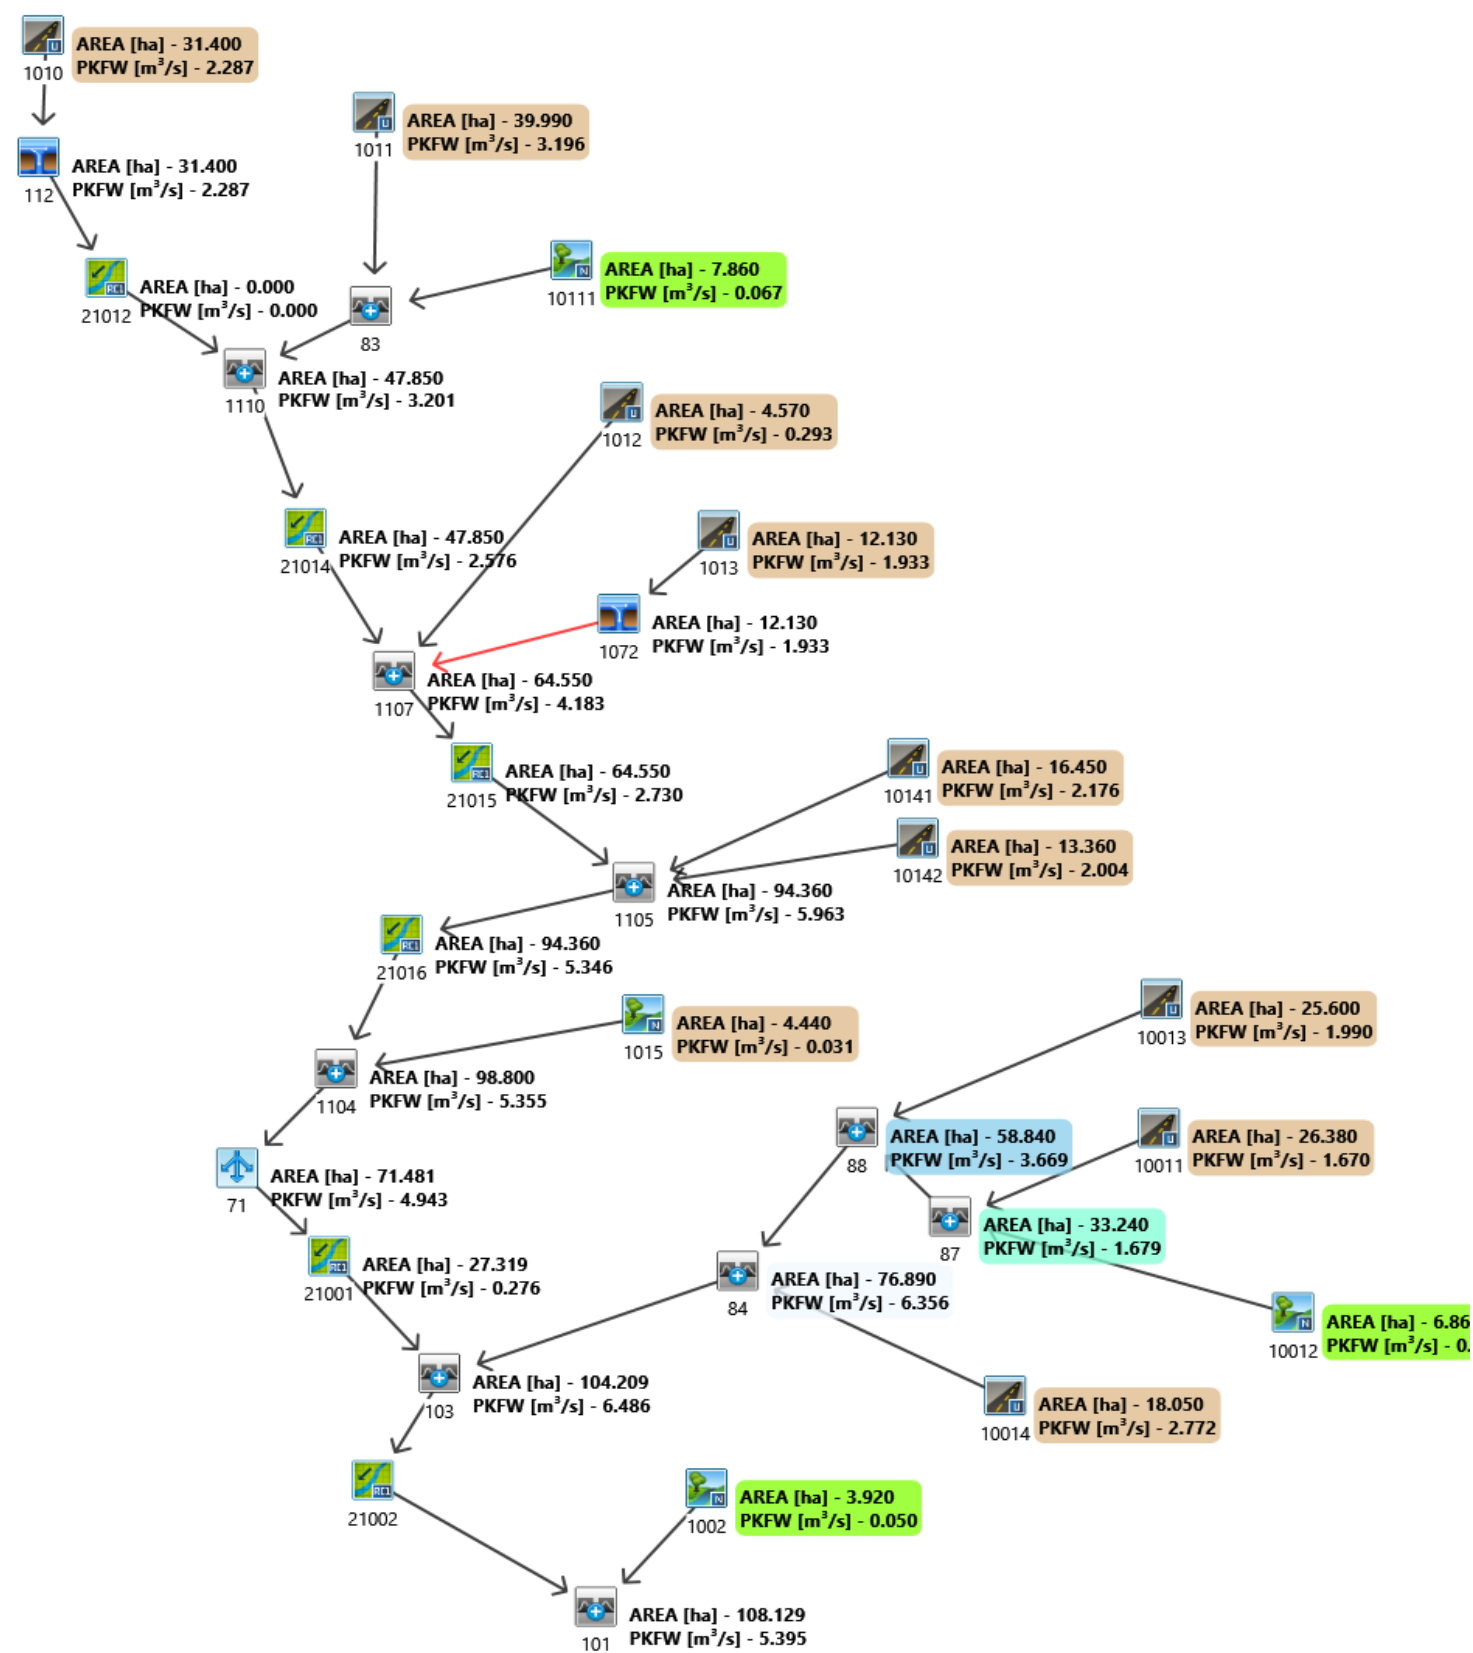 AREA [ha] - 31.400
PKFW [m³/s] - 2.287
U
1010
AREA [ha] - 39.990
PKFW [m³/s] - 3.196
U
1011
AREA [ha] - 31.400
PKFW [m³/s] - 2.287
112
AREA [ha] - 7.860
PKFW [m³/s] - 0.067
N
10111
AREA [ha] - 0.000
PKFW [m³/s] - 0.000
RC1
21012
83
AREA [ha] - 47.850
PKFW [m³/s] - 3.201
1110
AREA [ha] - 4.570
PKFW [m³/s] - 0.293
U
1012
AREA [ha] - 47.850
PKFW [m³/s] - 2.576
RC1
21014
AREA [ha] - 12.130
PKFW [m³/s] - 1.933
U
1013
AREA [ha] - 12.130
PKFW [m³/s] - 1.933
1072
AREA [ha] - 64.550
PKFW [m³/s] - 4.183
1107
AREA [ha] - 64.550
PKFW [m³/s] - 2.730
RC1
21015
AREA [ha] - 16.450
PKFW [m³/s] - 2.176
U
10141
AREA [ha] - 13.360
PKFW [m³/s] - 2.004
U
10142
AREA [ha] - 94.360
PKFW [m³/s] - 5.963
1105
AREA [ha] - 94.360
PKFW [m³/s] - 5.346
RC1
21016
AREA [ha] - 4.440
PKFW [m³/s] - 0.031
N
1015
AREA [ha] - 25.600
PKFW [m³/s] - 1.990
U
10013
AREA [ha] - 98.800
PKFW [m³/s] - 5.355
1104
AREA [ha] - 58.840
PKFW [m³/s] - 3.669
88
AREA [ha] - 26.380
PKFW [m³/s] - 1.670
U
10011
AREA [ha] - 71.481
PKFW [m³/s] - 4.943
71
AREA [ha] - 33.240
PKFW [m³/s] - 1.679
87
AREA [ha] - 27.319
PKFW [m³/s] - 0.276
RC1
21001
AREA [ha] - 76.890
PKFW [m³/s] - 6.356
84
AREA [ha] - 6.86
PKFW [m³/s] - 0.
N
10012
AREA [ha] - 104.209
PKFW [m³/s] - 6.486
103
AREA [ha] - 18.050
PKFW [m³/s] - 2.772
U
10014
RC1
21002
AREA [ha] - 3.920
PKFW [m³/s] - 0.050
N
1002
AREA [ha] - 108.129
PKFW [m³/s] - 5.395
101